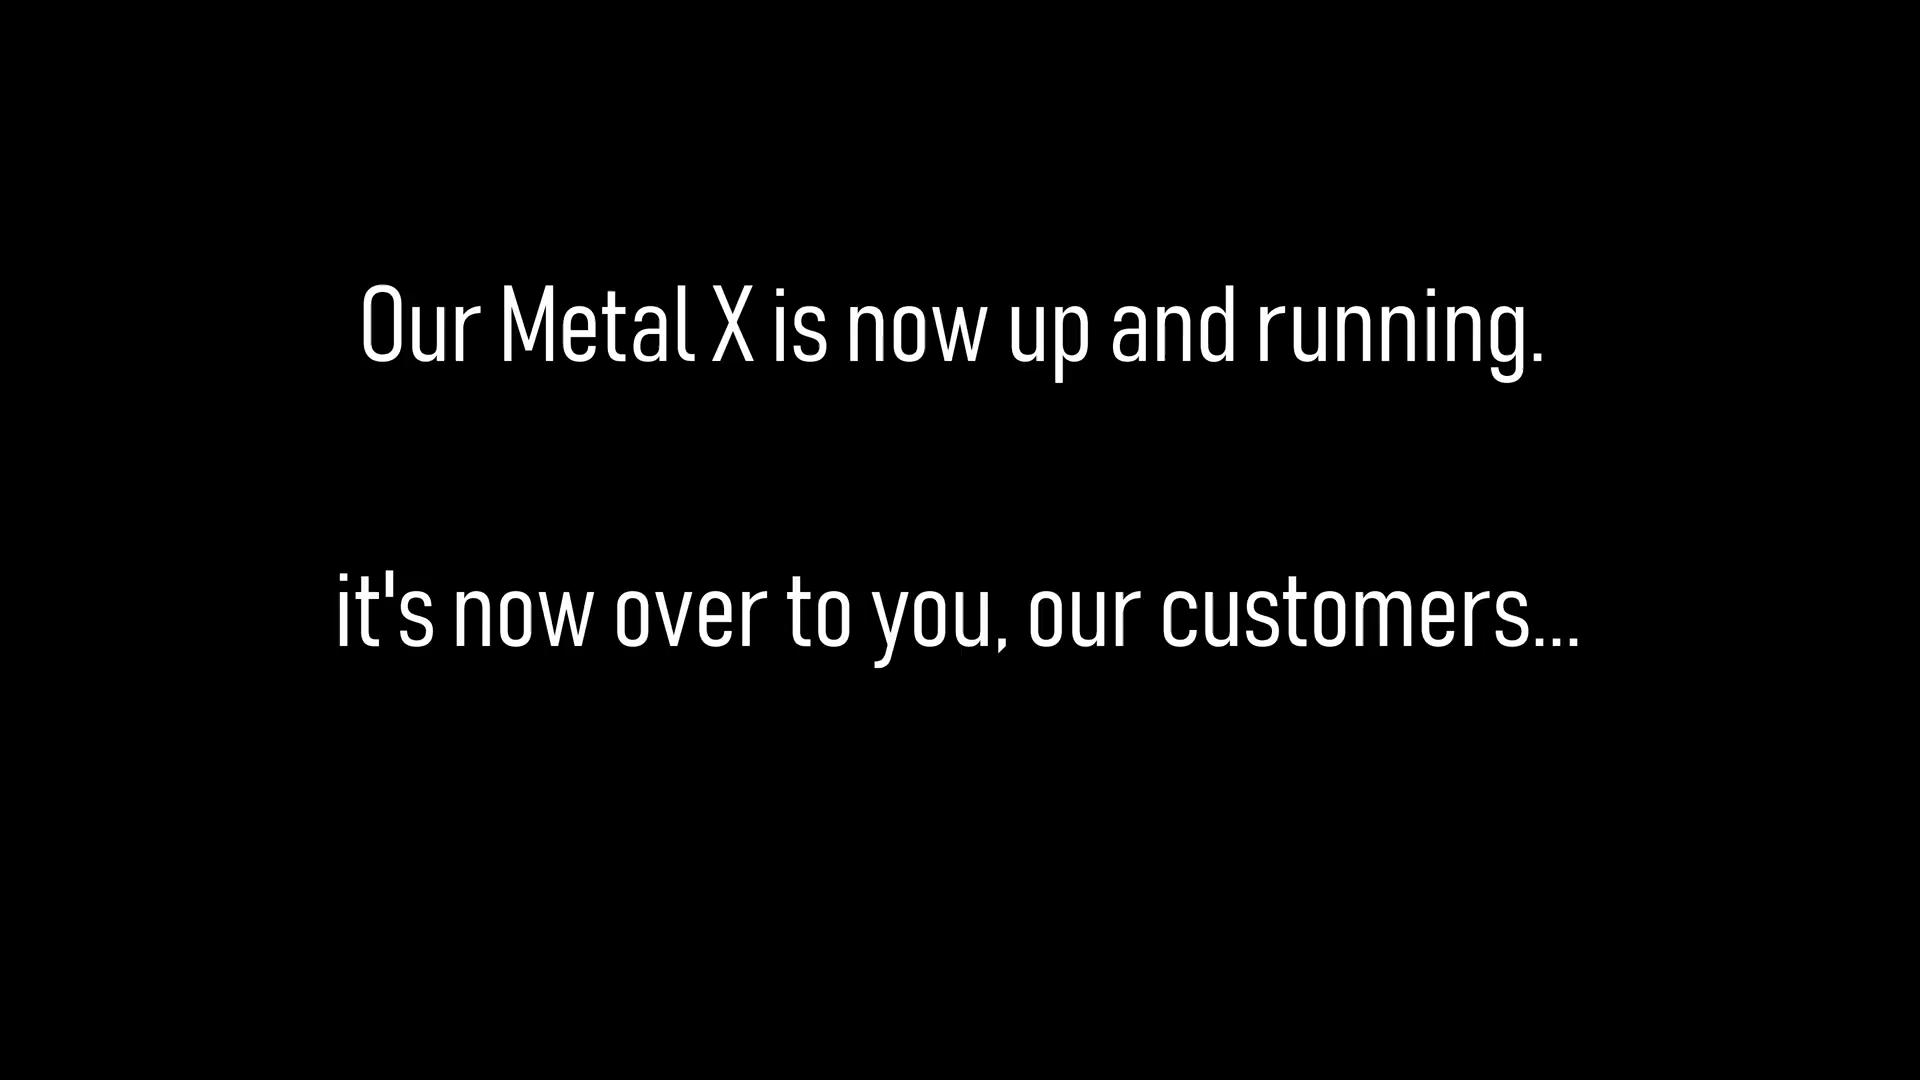 Our Metal X is now up and running.
it's now over to you, our customers...